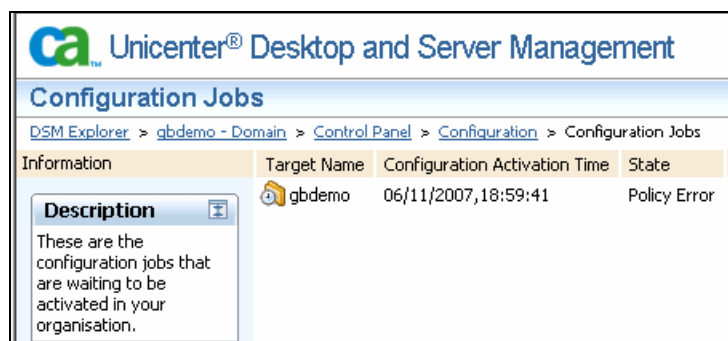 ca™ Unicenter® Desktop and Server Management
Configuration Jobs
DSM Explorer > gbdemo - Domain > Control Panel > Configuration > Configuration Jobs
Information
Target Name Configuration Activation Time State
gbdemo 06/11/2007,18:59:41 Policy Error
Description
These are the
configuration jobs that
are waiting to be
activated in your
organisation.